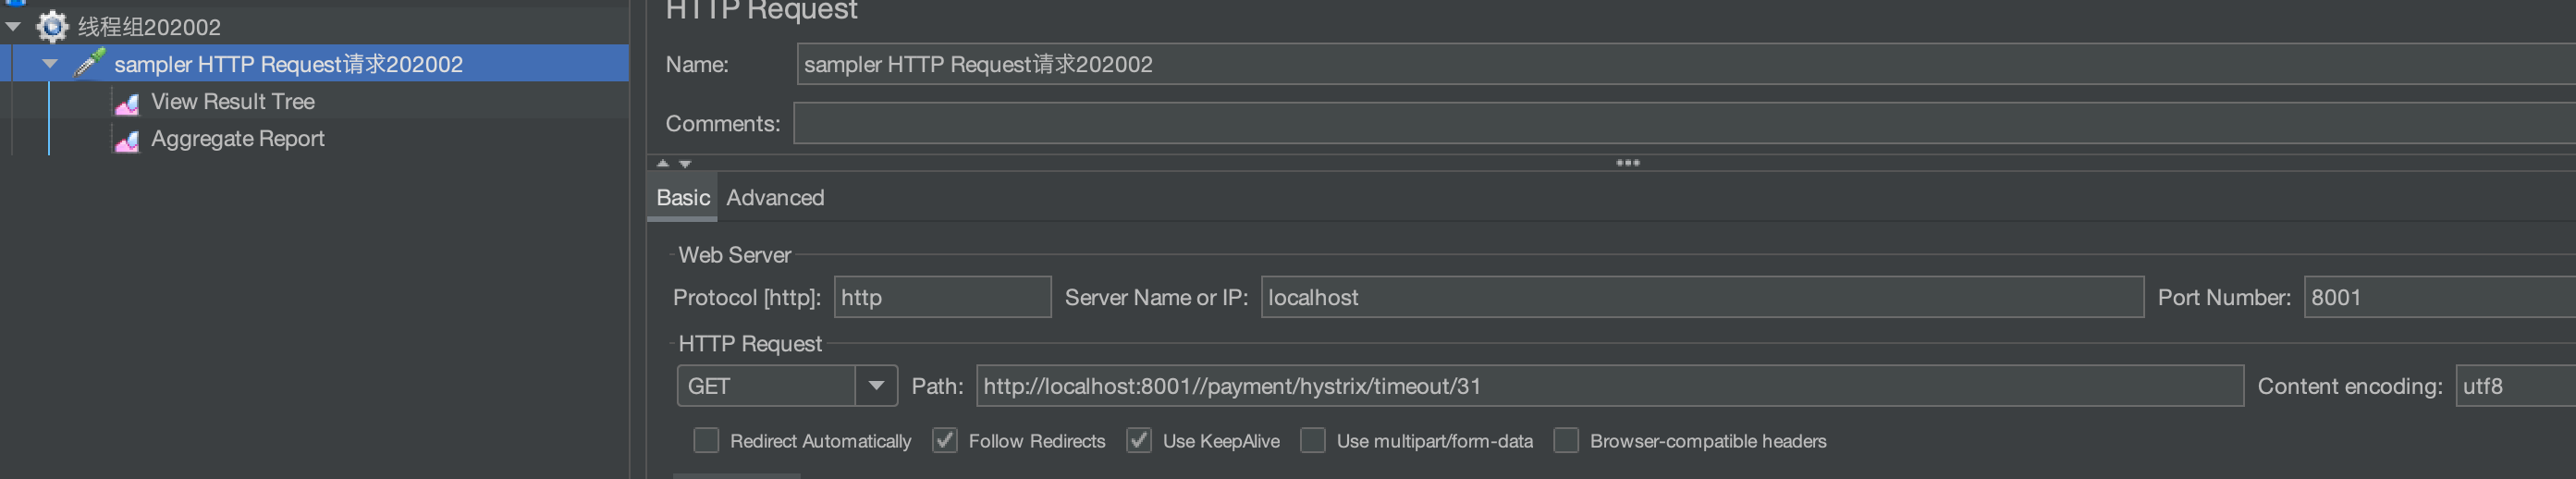 线程组202002
sampler HTTP Request请求202002
View Result Tree
Aggregate Report
HTTP Request
Name: sampler HTTP Request请求202002
Comments:
Basic Advanced
Web Server
Protocol [http]: http Server Name or IP: localhost Port Number: 8001
HTTP Request
GET Path: http://localhost:8001//payment/hystrix/timeout/31 Content encoding: utf8
Redirect Automatically Follow Redirects Use KeepAlive Use multipart/form-data Browser-compatible headers